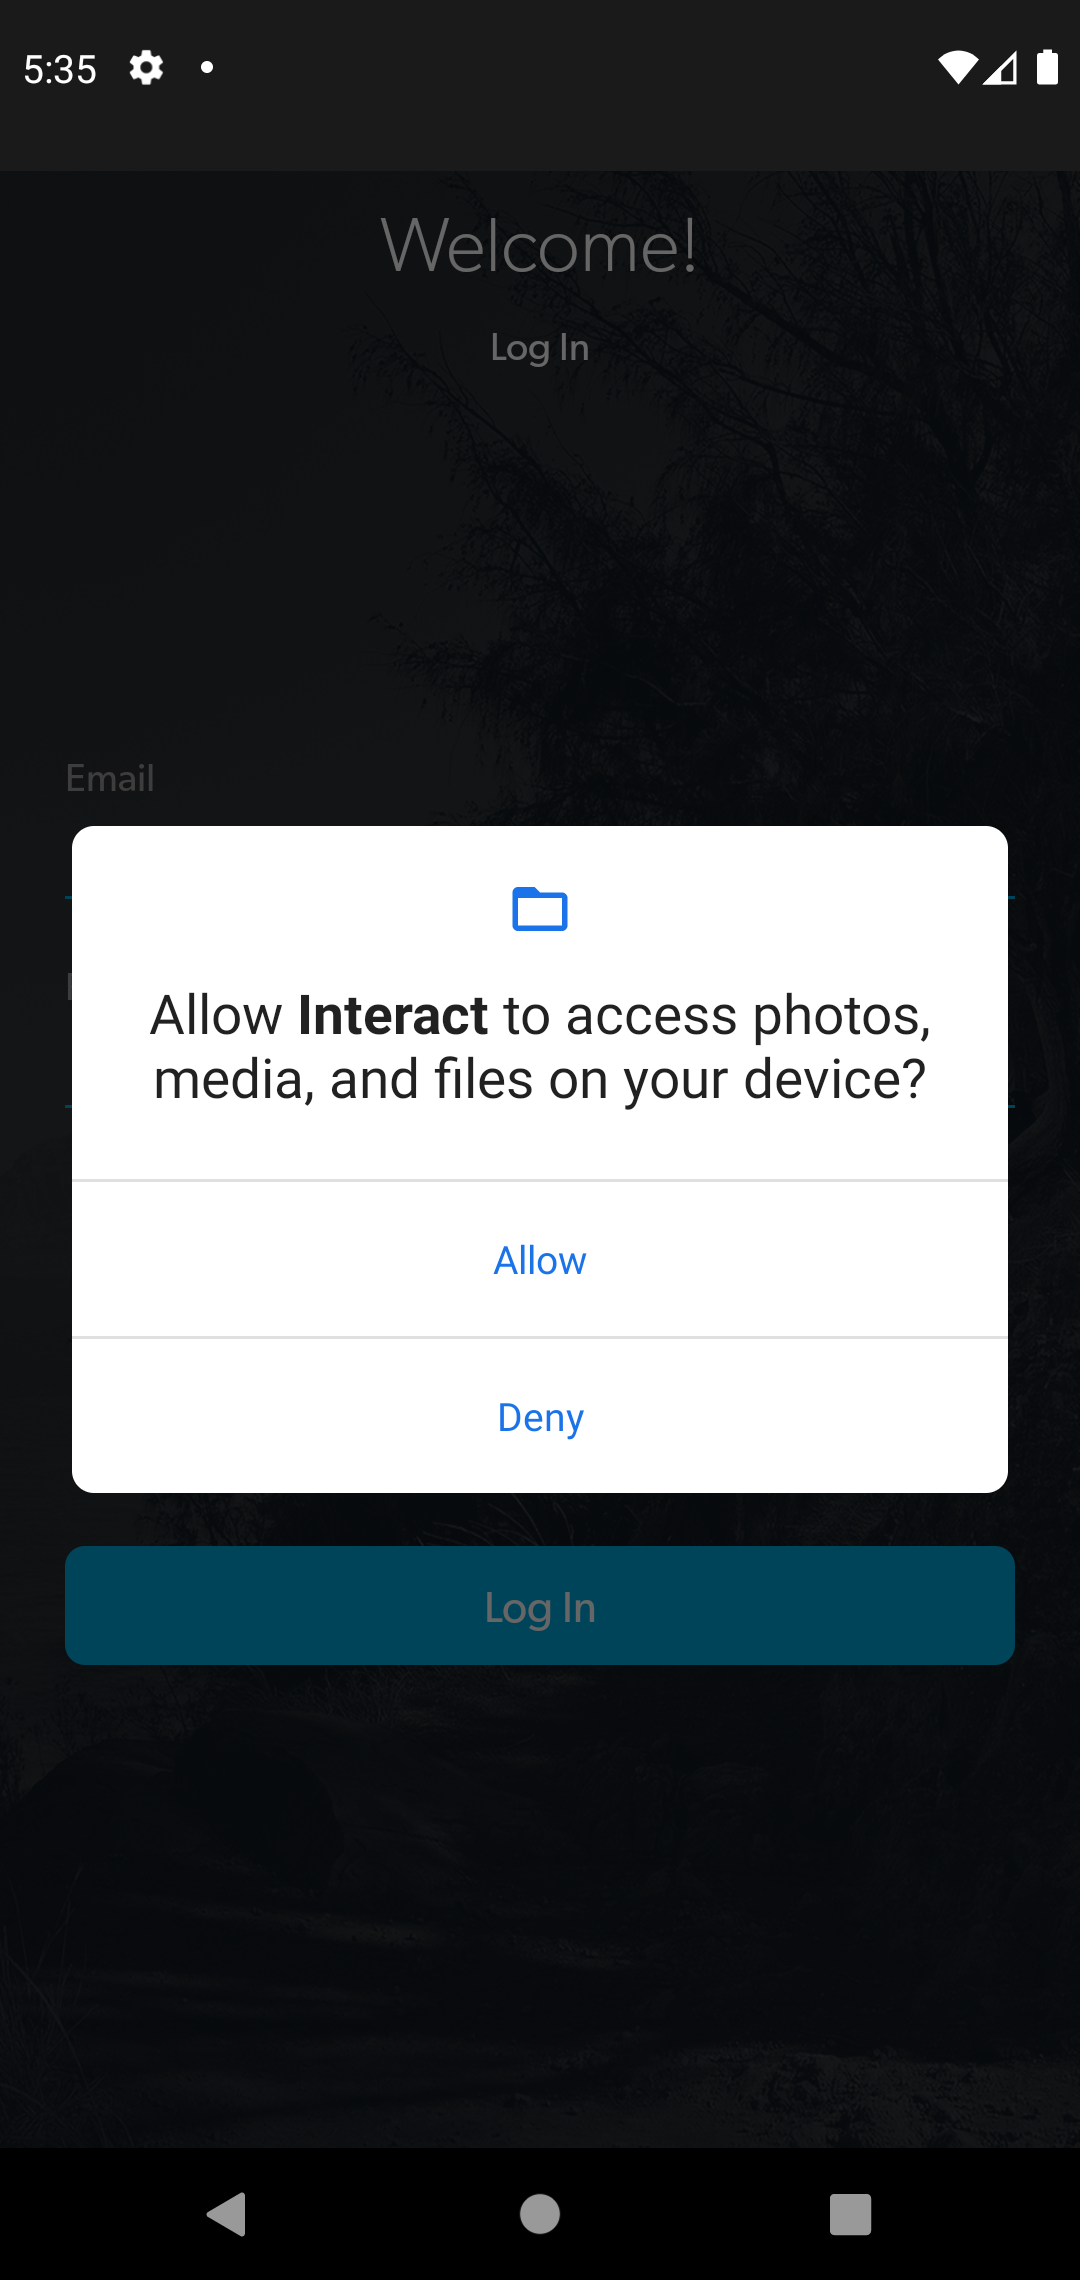 5:35
Welcome!
Log In
Email
Allow Interact to access photos,
media, and files on your device?
Allow
Deny
Log In